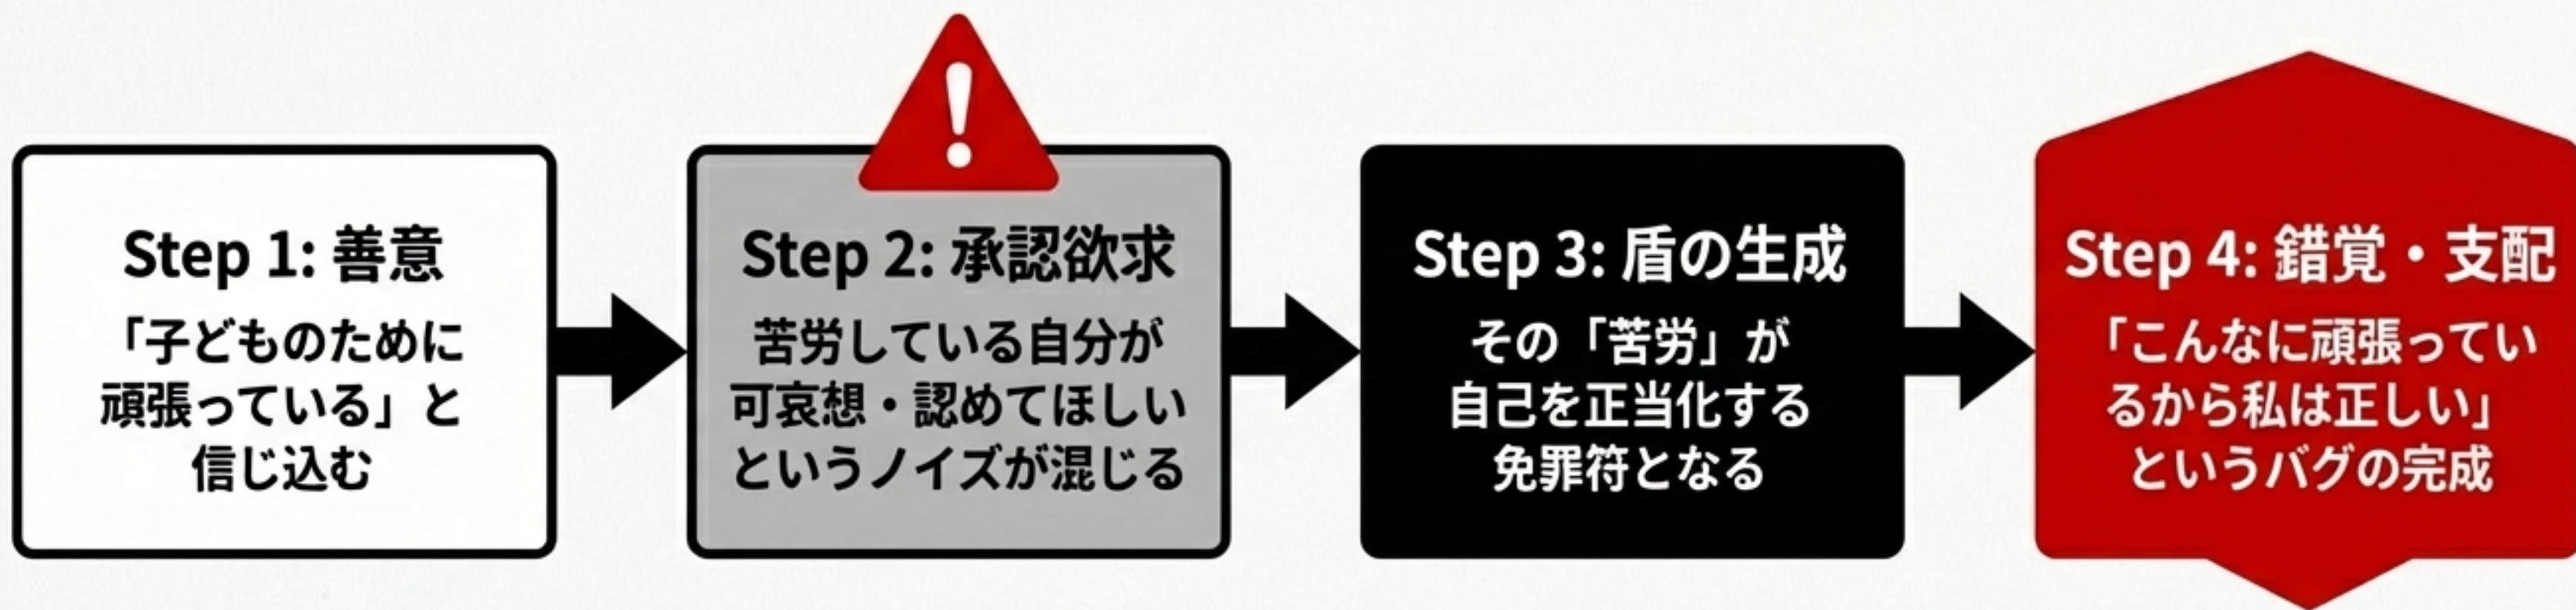 Step 1: 善意
「子どものために
頑張っている」と
信じ込む
!
Step 2: 承認欲求
苦労している自分が
可哀想・認めてほしい
というノイズが混じる
Step 3: 盾の生成
その「苦労」が
自己を正当化する
免罪符となる
Step 4: 錯覚・支配
「こんなに頑張ってい
るから私は正しい」
というバグの完成